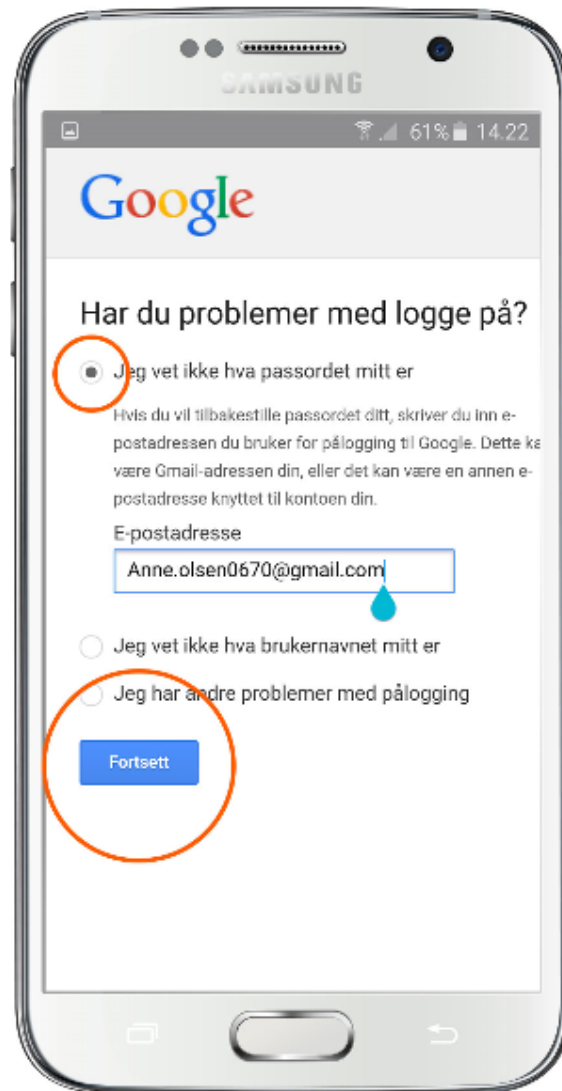 SAMSUNG
61% 14.22
Google
Har du problemer med logge på?
Jeg vet ikke hva passordet mitt er
Hvis du vil tilbakestille passordet ditt, skriver du inn e-
postadressen du bruker for pålogging til Google. Dette ka
være Gmail-adressen din, eller det kan være en annen e-
postadresse knyttet til kontoen din.
E-postadresse
Anne.olsen0670@gmail.com
Jeg vet ikke hva brukernavnet mitt er
Jeg har andre problemer med pålogging
Fortsett